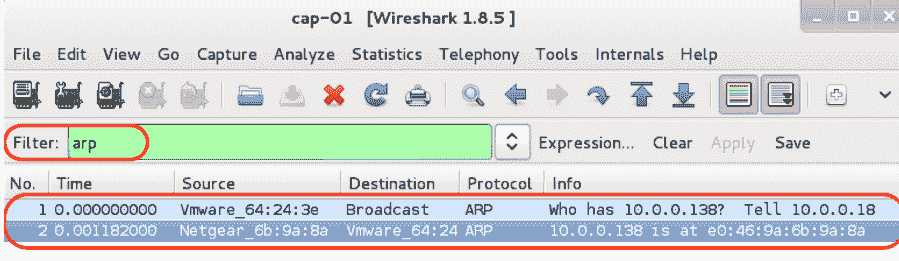 cap-01 [Wireshark 1.8.5 ]
File Edit View Go Capture Analyze Statistics Telephony Tools Internals Help
Filter: arp Expression... Clear Apply Save
No. Time Source Destination Protocol Info
1 0.000000000 Vmware_64:24:3e Broadcast ARP Who has 10.0.0.138? Tell 10.0.0.18
2 0.001182000 Netgear_6b:9a:8a Vmware_64:24 ARP 10.0.0.138 is at e0:46:9a:6b:9a:8a